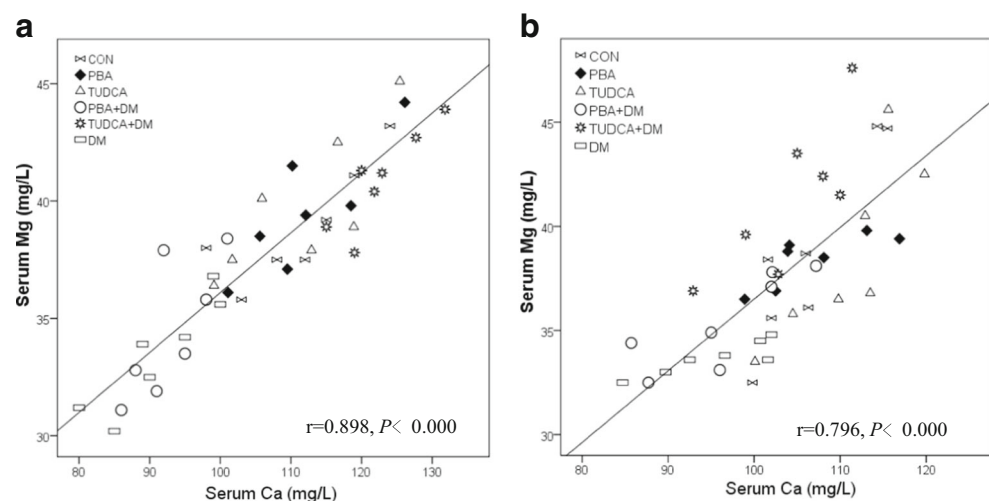 a
CON
PBA
TUDCA
PBA+DM
TUDCA+DM
DM
45
40
35
30
Serum Mg (mg/L)
r=0.898, P< 0.000
80 90 100 110 120 130
Serum Ca (mg/L)
b
CON
PBA
TUDCA
PBA+DM
TUDCA+DM
DM
45
40
35
30
Serum Mg (mg/L)
r=0.796, P< 0.000
80 90 100 110 120
Serum Ca (mg/L)